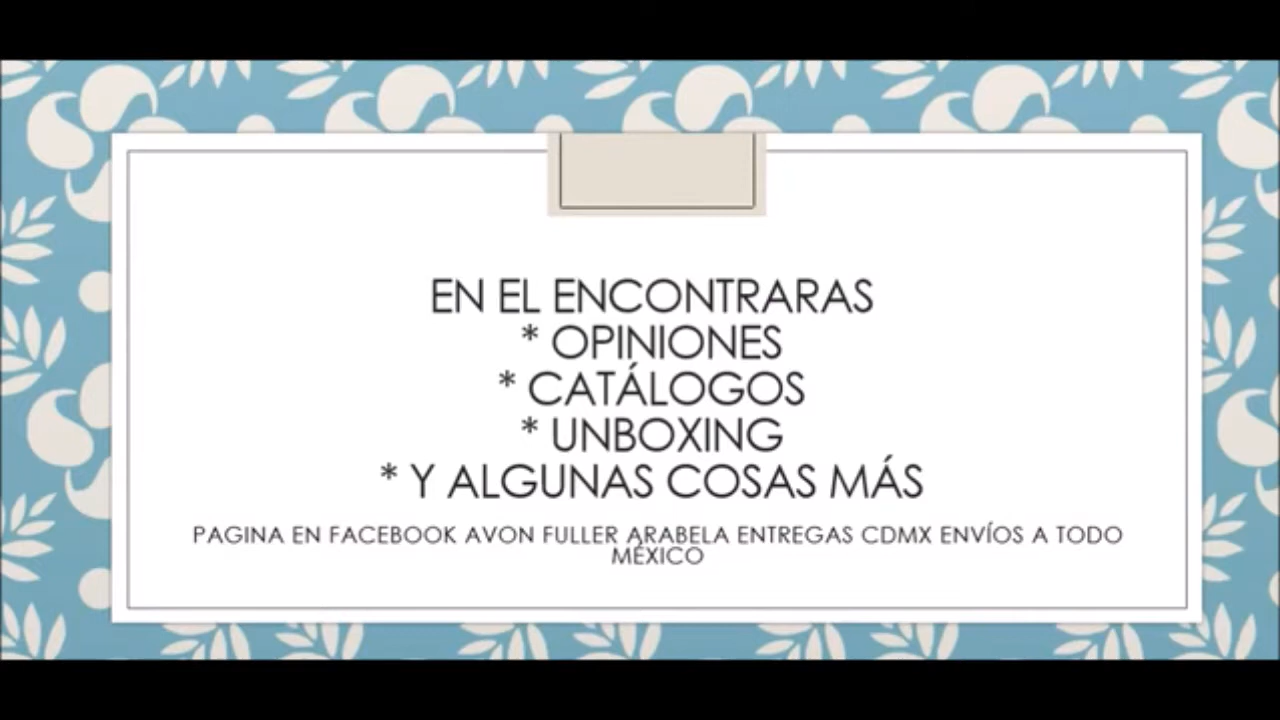 EN EL ENCONTRARAS
* OPINIONES
* CATÁLOGOS
* UNBOXING
* Y ALGUNAS COSAS MÁS
PAGINA EN FACEBOOK AVON FULLER ARABELA ENTREGAS CDMX ENVÍOS A TODO
MÉXICO